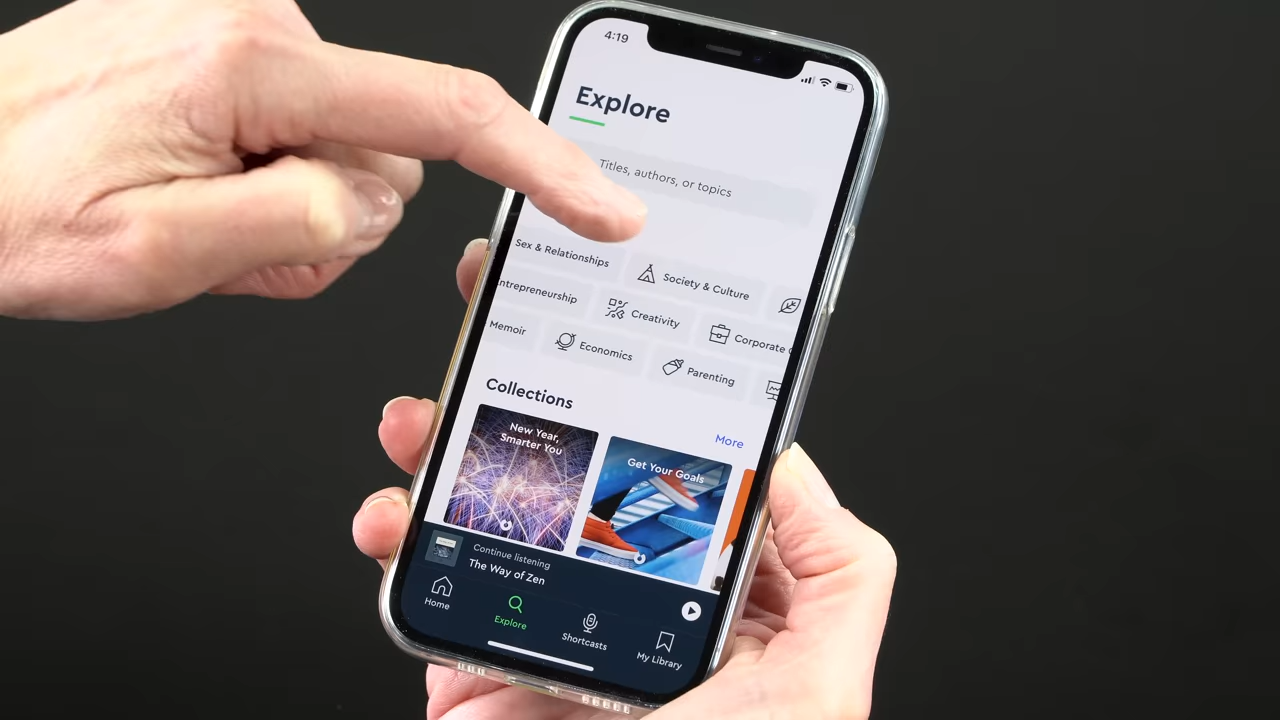 4:19
Explore
Titles, authors, or topics
Sex & Relationships
Society & Culture
ntrepreneurship
Creativity
Corporate
Memoir
Economics
Parenting
Collections
More
New Year,
Smarter You
Get Your Goals
Continue listening
The Way of Zen
Home
Explore
Shortcasts
My Library